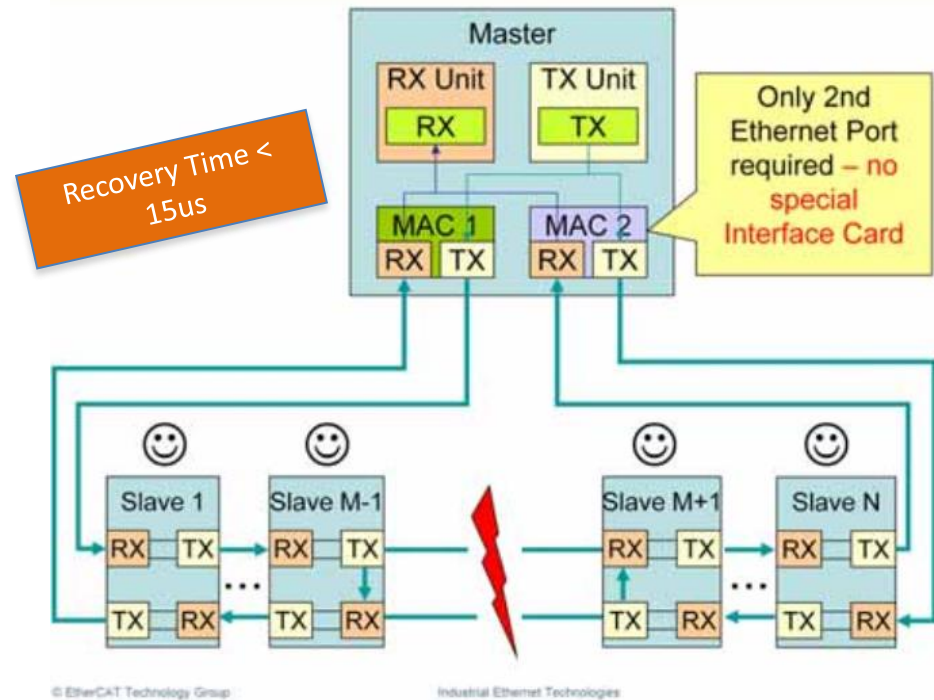 Master
RX Unit
TX Unit
RX
TX
Recovery Time <
15us
Only 2nd
Ethernet Port
required – no
special
Interface Card
MAC 1
MAC 2
RX
TX
RX
TX
Slave 1
Slave M-1
Slave M+1
Slave N
RX
TX
RX
TX
RX
TX
RX
TX
...
...
TX
RX
TX
RX
TX
RX
TX
RX
© EtherCAT Technology Group
Industrial Ethernet Technologies